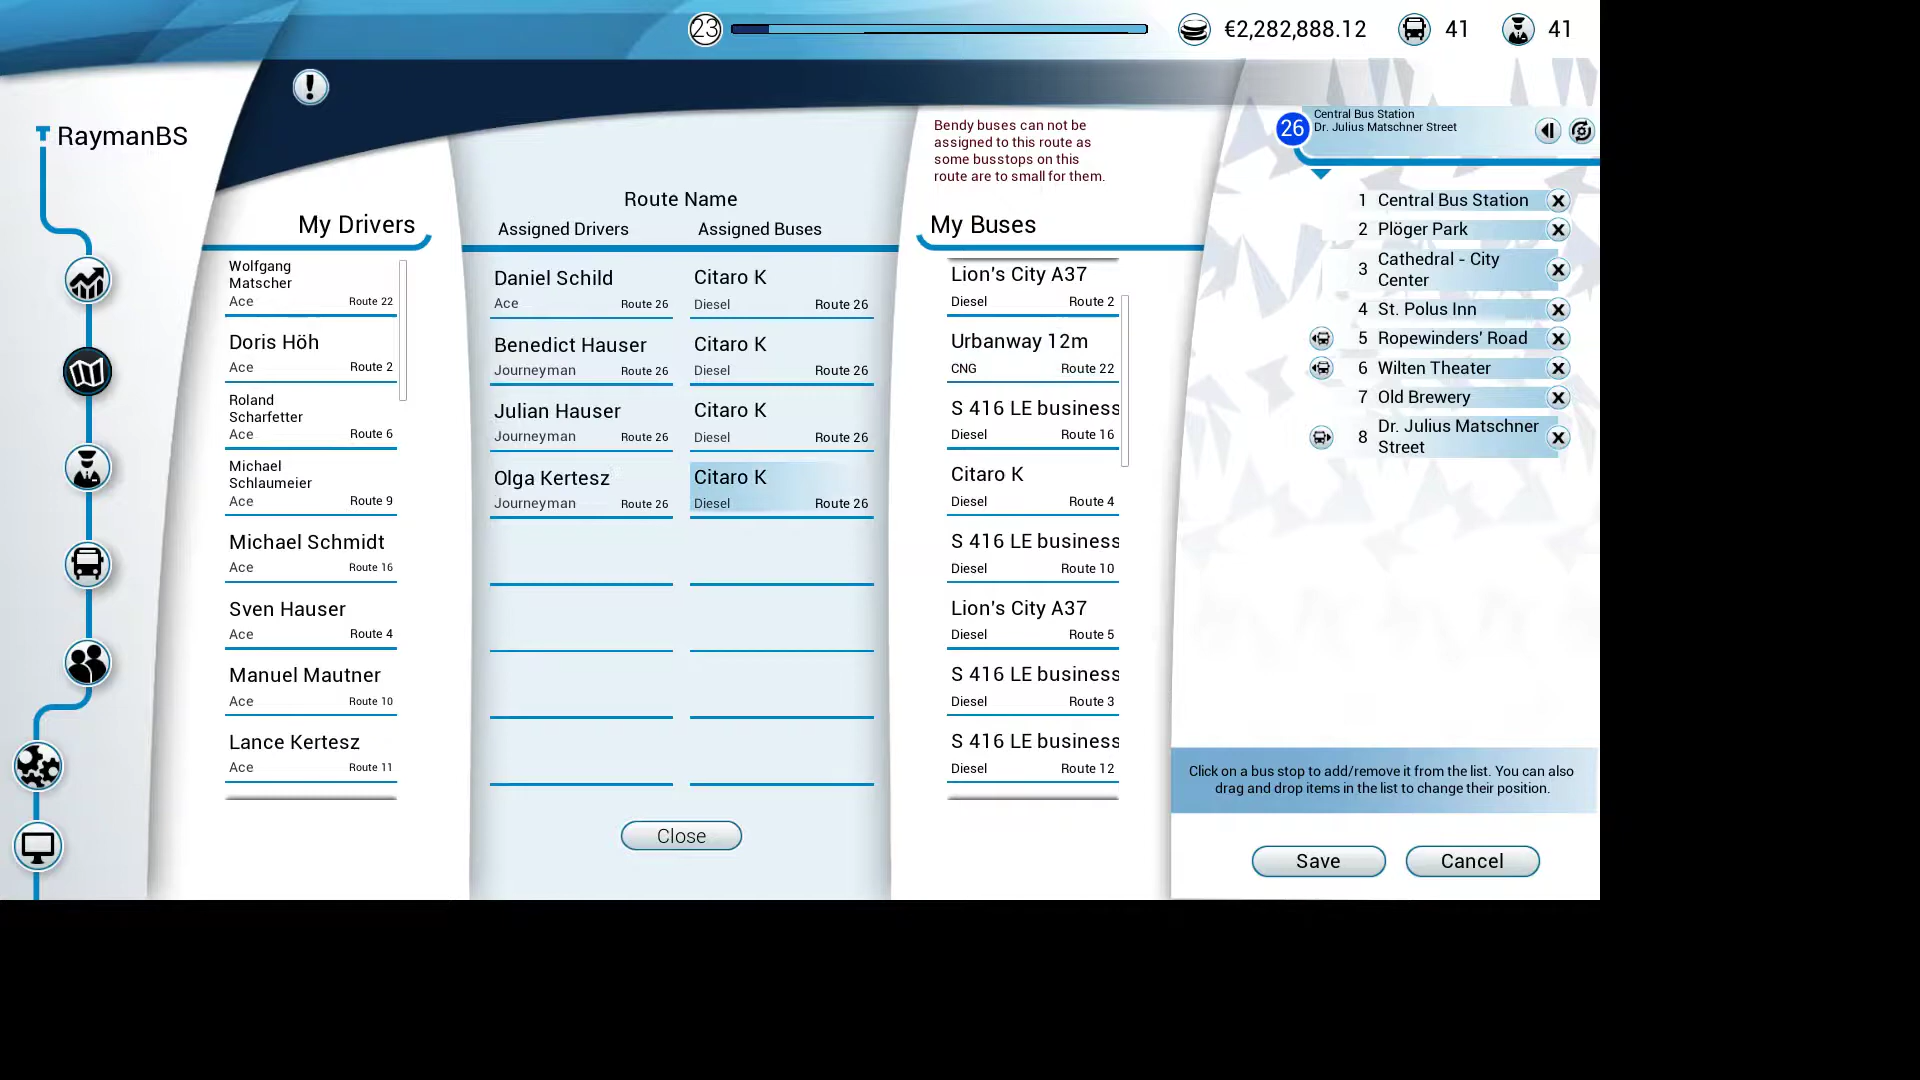 23
€2,282,888.12
41
41
RaymanBS
My Drivers
Wolfgang
Matscher
Ace Route 22
Doris Höh
Ace Route 2
Roland
Scharfetter
Ace Route 6
Michael
Schlaumeier
Ace Route 9
Michael Schmidt
Ace Route 16
Sven Hauser
Ace Route 4
Manuel Mautner
Ace Route 10
Lance Kertesz
Ace Route 11
Route Name
Assigned Drivers Assigned Buses
Daniel Schild Citaro K
Ace Route 26 Diesel Route 26
Benedict Hauser Citaro K
Journeyman Route 26 Diesel Route 26
Julian Hauser Citaro K
Journeyman Route 26 Diesel Route 26
Olga Kertesz Citaro K
Journeyman Route 26 Diesel Route 26
Close
Bendy buses can not be
assigned to this route as
some busstops on this
route are to small for them.
My Buses
Lion's City A37
Diesel Route 2
Urbanway 12m
CNG Route 22
S 416 LE business
Diesel Route 16
Citaro K
Diesel Route 4
S 416 LE business
Diesel Route 10
Lion's City A37
Diesel Route 5
S 416 LE business
Diesel Route 3
S 416 LE business
Diesel Route 12
26
Central Bus Station
Dr. Julius Matschner Street
1 Central Bus Station
2 Plöger Park
3 Cathedral - City
Center
4 St. Polus Inn
5 Ropewinders' Road
6 Wilten Theater
7 Old Brewery
8 Dr. Julius Matschner
Street
Click on a bus stop to add/remove it from the list. You can also
drag and drop items in the list to change their position.
Save Cancel